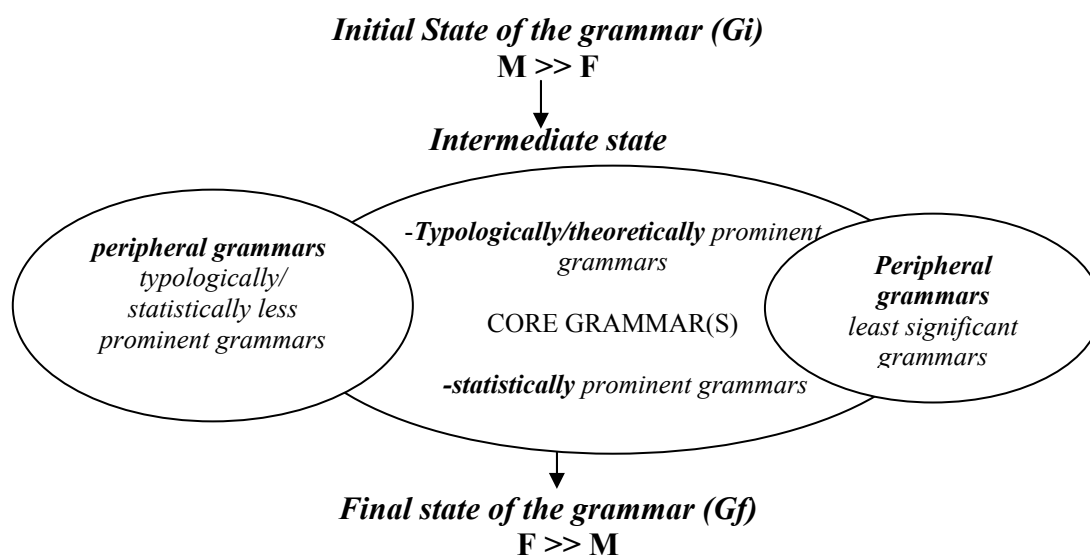 Initial State of the grammar (Gi)
M >> F
Intermediate state
peripheral grammars
typologically/
statistically less
prominent grammars
-Typologically/theoretically prominent
grammars
CORE GRAMMAR(S)
-statistically prominent grammars
Peripheral
grammars
least significant
grammars
Final state of the grammar (Gf)
F >> M